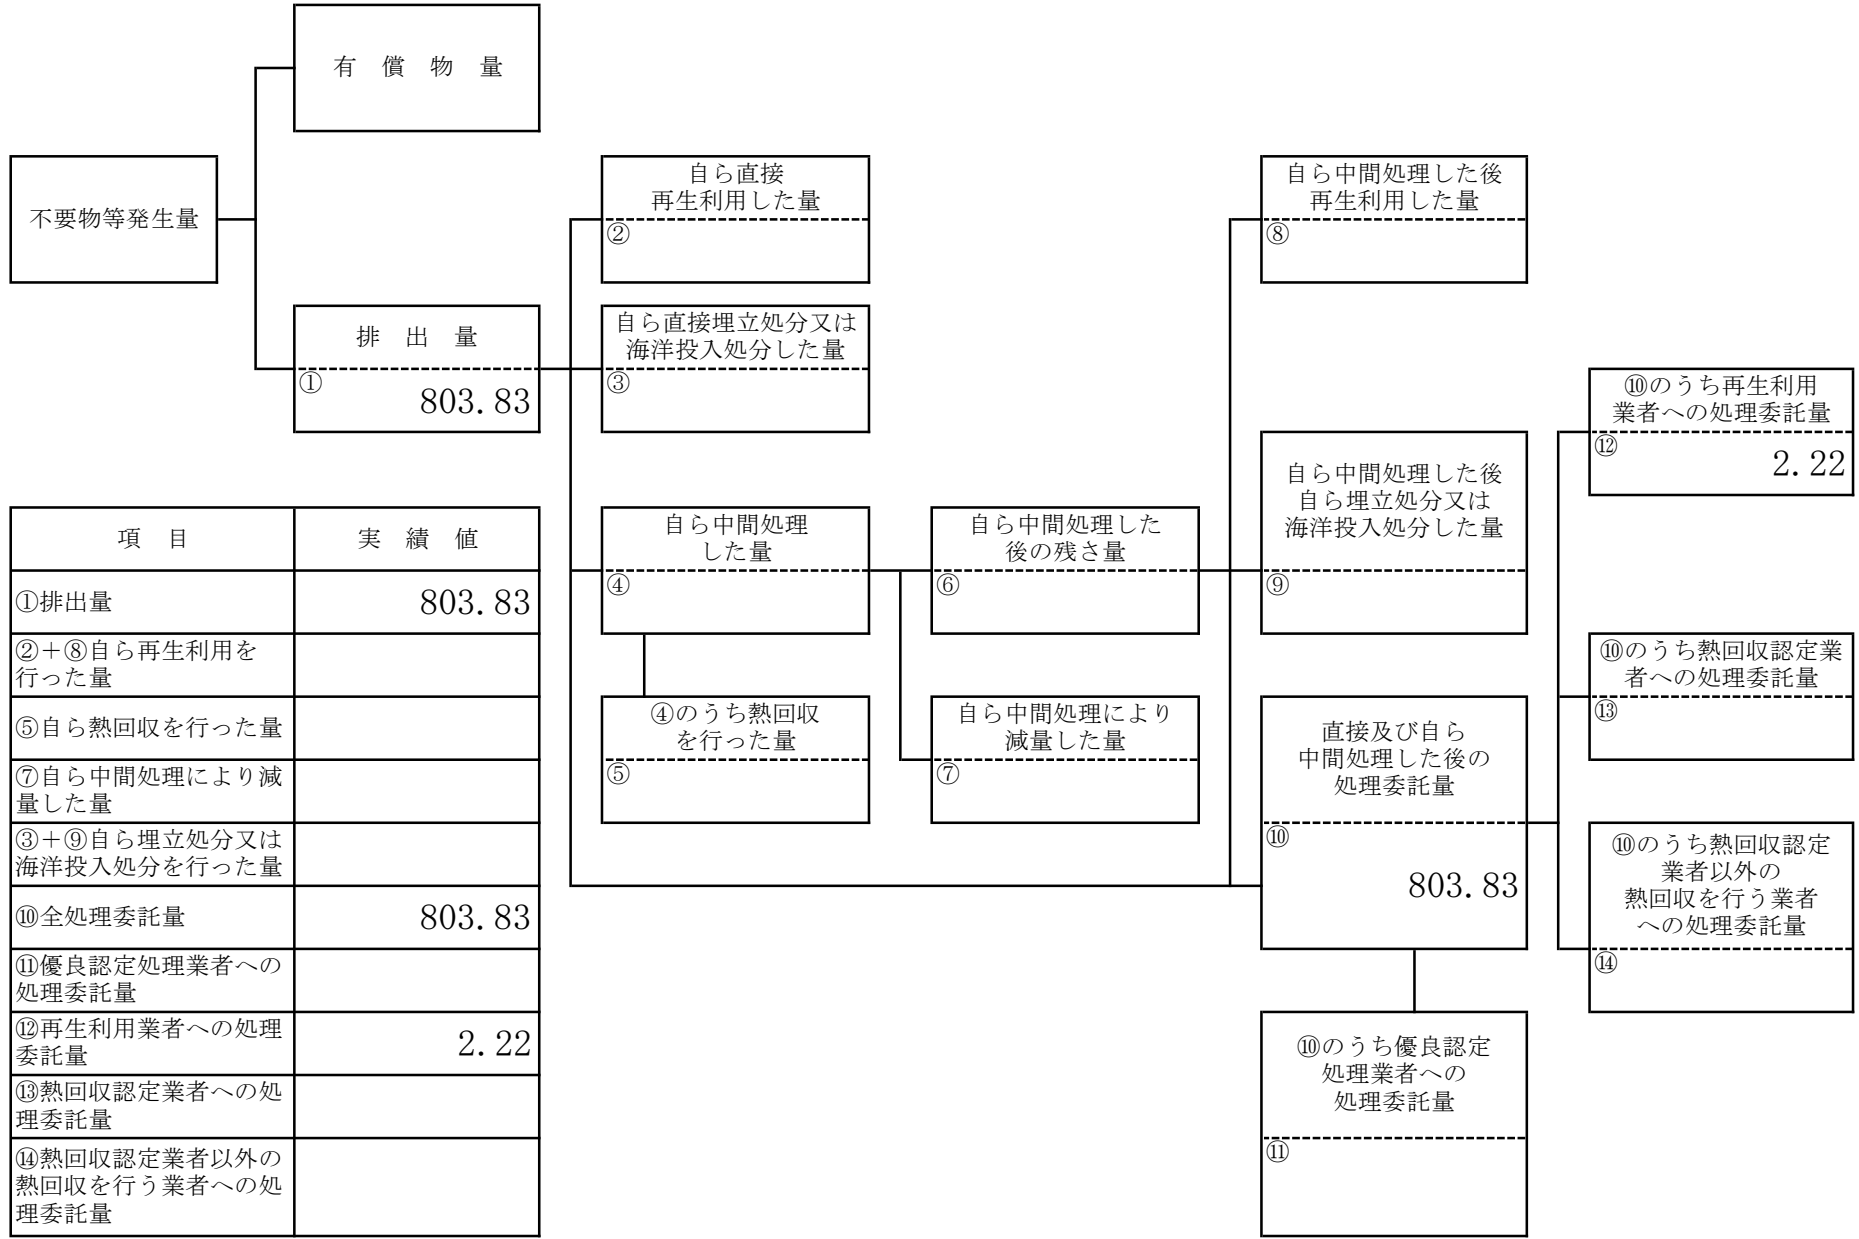 有　償　物　量
不要物等発生量
排　出　量
①
803.83
自ら直接
再生利用した量
②
自ら直接埋立処分又は
海洋投入処分した量
③
自ら中間処理
した量
④
④のうち熱回収
を行った量
⑤
自ら中間処理した
後の残さ量
⑥
自ら中間処理により
減量した量
⑦
自ら中間処理した後
再生利用した量
⑧
自ら中間処理した後
自ら埋立処分又は
海洋投入処分した量
⑨
直接及び自ら
中間処理した後の
処理委託量
⑩
803.83
⑩のうち優良認定
処理業者への
処理委託量
⑪
⑩のうち再生利用
業者への処理委託量
⑫
2.22
⑩のうち熱回収認定業
者への処理委託量
⑬
⑩のうち熱回収認定
業者以外の
熱回収を行う業者
への処理委託量
⑭
項　目　実　績　値
①排出量　803.83
②＋⑧自ら再生利用を
行った量
⑤自ら熱回収を行った量
⑦自ら中間処理により減
量した量
③＋⑨自ら埋立処分又は
海洋投入処分を行った量
⑩全処理委託量　803.83
⑪優良認定処理業者への
処理委託量
⑫再生利用業者への処理
委託量　2.22
⑬熱回収認定業者への処
理委託量
⑭熱回収認定業者以外の
熱回収を行う業者への処
理委託量